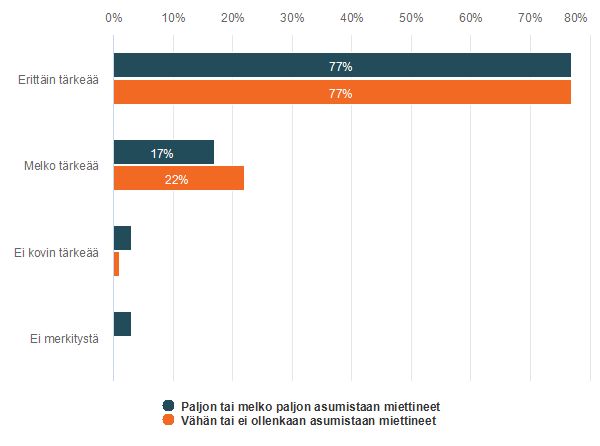 0% 10% 20% 30% 40% 50% 60% 70% 80%
Erittäin tärkeää
77%
77%
Melko tärkeää
17%
22%
Ei kovin tärkeää
Ei merkitystä
Paljon tai melko paljon asumistaan miettineet
Vähän tai ei ollenkaan asumistaan miettineet